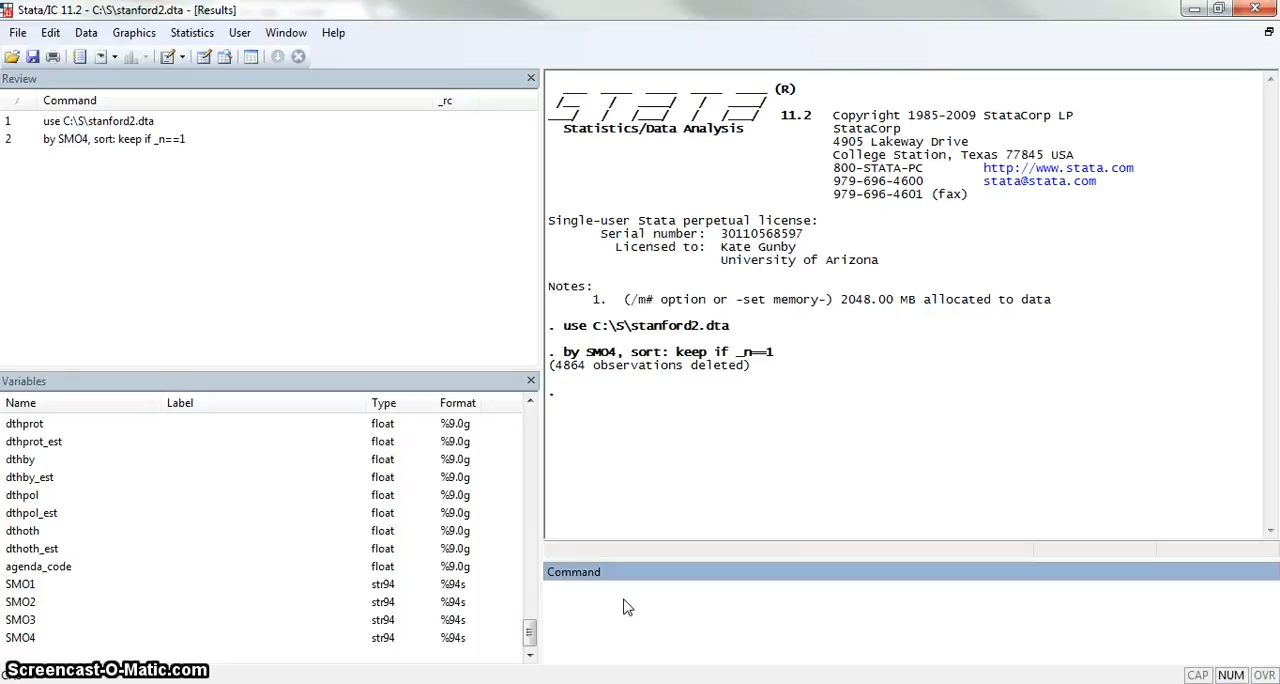 Stata/IC 11.2 - C:\S\stanford2.dta - [Results]
File Edit Data Graphics Statistics User Window Help
Review
/ Command _rc
1 use C:\S\stanford2.dta
2 by SMO4, sort: keep if _n==1
Variables
Name Label Type Format
dthprot float %9.0g
dthprot_est float %9.0g
dthby float %9.0g
dthby_est float %9.0g
dthpol float %9.0g
dthpol_est float %9.0g
dthoth float %9.0g
dthoth_est float %9.0g
agenda_code float %9.0g
SMO1 str94 %94s
SMO2 str94 %94s
SMO3 str94 %94s
SMO4 str94 %94s
STATA (R)
11.2 Copyright 1985-2009 StataCorp LP
Statistics/Data Analysis StataCorp
4905 Lakeway Drive
College Station, Texas 77845 USA
800-STATA-PC http://www.stata.com
979-696-4600 stata@stata.com
979-696-4601 (fax)
Single-user Stata perpetual license:
Serial number: 30110568597
Licensed to: Kate Gunby
University of Arizona
Notes:
1. (/m# option or -set memory-) 2048.00 MB allocated to data
. use C:\S\stanford2.dta
. by SMO4, sort: keep if _n==1
(4864 observations deleted)
.
Command
Screencast-O-Matic.com
CAP NUM OVR